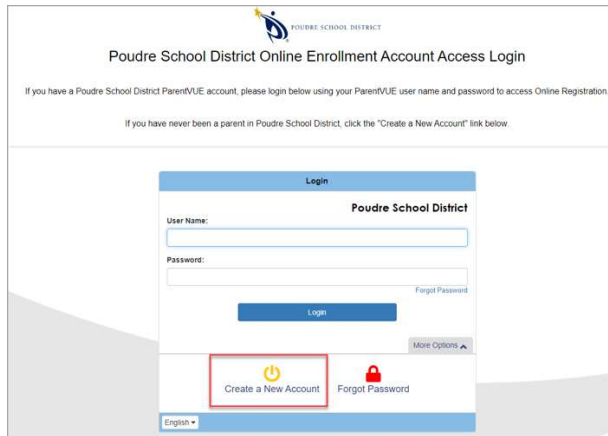 POUDRE SCHOOL DISTRICT
Poudre School District Online Enrollment Account Access Login
If you have a Poudre School District ParentVUE account, please login below using your ParentVUE user name and password to access Online Registration.
If you have never been a parent in Poudre School District, click the "Create a New Account" link below.
Login
Poudre School District
User Name:
Password:
Forgot Password
Login
More Options
Create a New Account Forgot Password
English